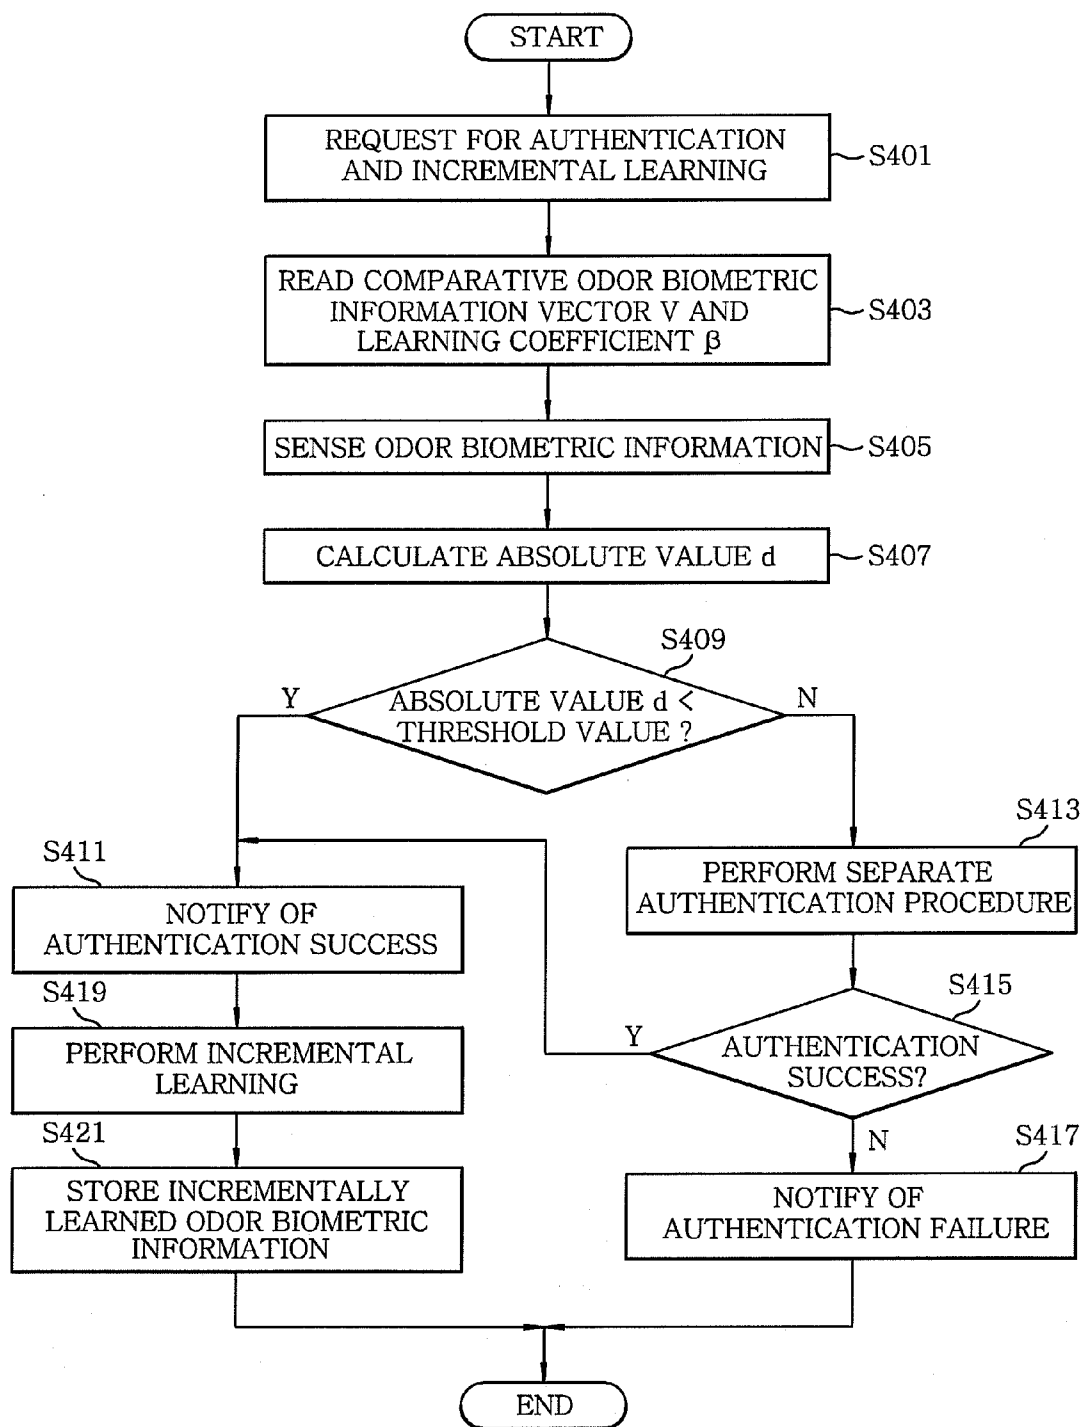 START
REQUEST FOR AUTHENTICATION
AND INCREMENTAL LEARNING
S401
READ COMPARATIVE ODOR BIOMETRIC
INFORMATION VECTOR V AND
LEARNING COEFFICIENT β
S403
SENSE ODOR BIOMETRIC INFORMATION
S405
CALCULATE ABSOLUTE VALUE d
S407
S409
Y
ABSOLUTE VALUE d <
THRESHOLD VALUE ?
N
S411
NOTIFY OF
AUTHENTICATION SUCCESS
S413
PERFORM SEPARATE
AUTHENTICATION PROCEDURE
S419
PERFORM INCREMENTAL
LEARNING
S415
Y
AUTHENTICATION
SUCCESS?
N
S421
STORE INCREMENTALLY
LEARNED ODOR BIOMETRIC
INFORMATION
S417
NOTIFY OF
AUTHENTICATION FAILURE
END